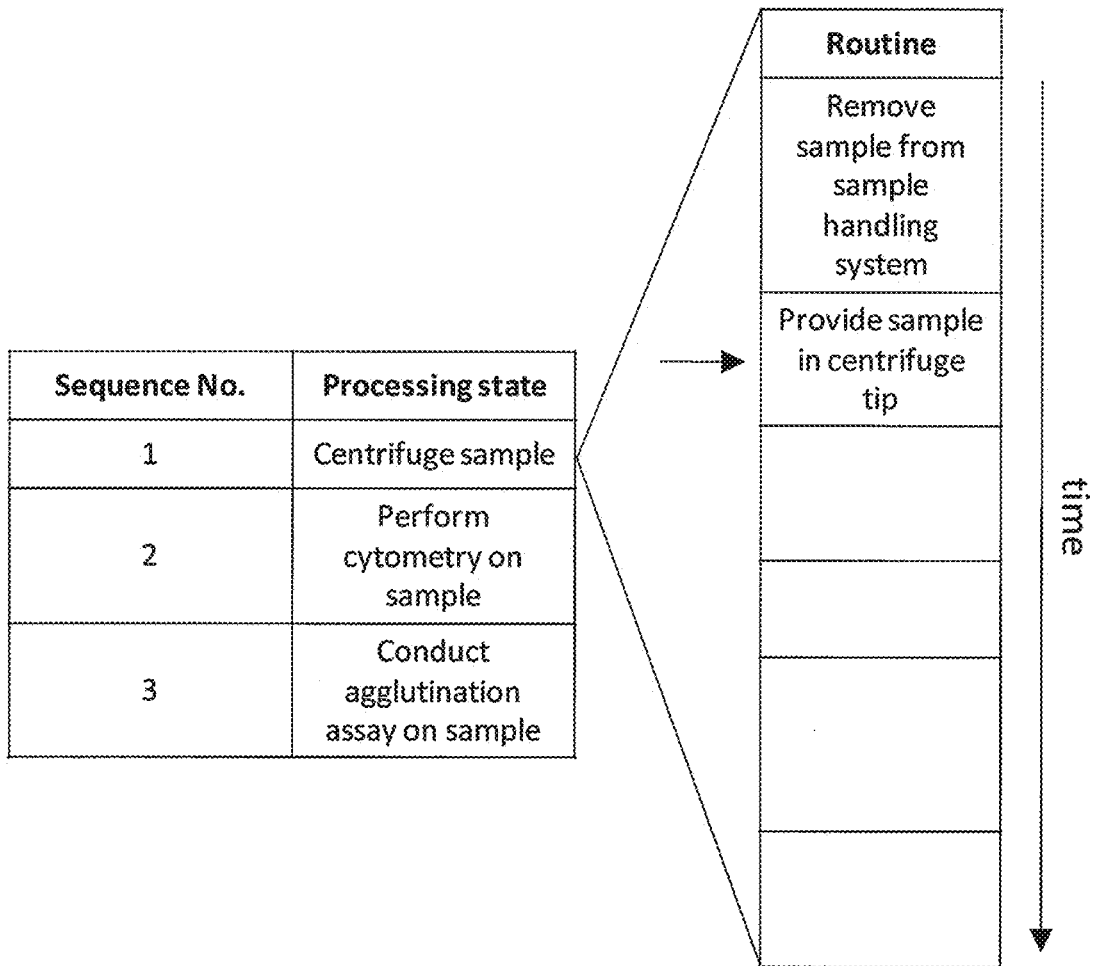 Sequence No.
Processing state
1
Centrifuge sample
2
Perform
cytometry on
sample
3
Conduct
agglutination
assay on sample
Routine
Remove
sample from
sample
handling
system
Provide sample
in centrifuge
tip
time